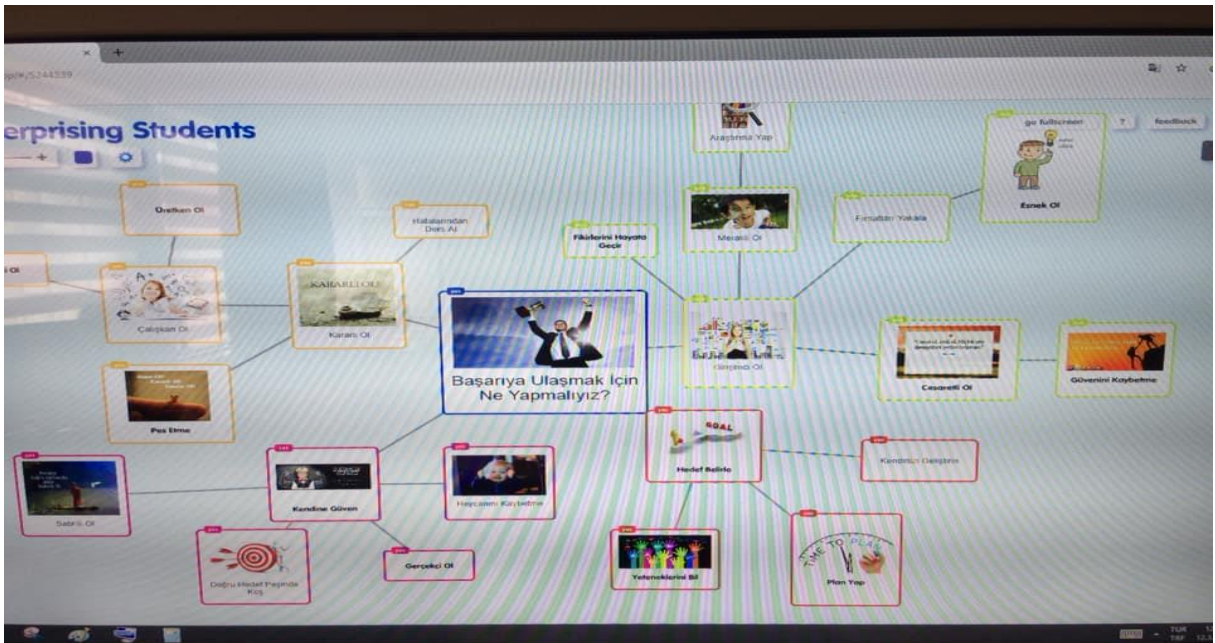 erprising Students
go fullscreen
?
feedback
Araştırma Yap
Esnek Ol
Üretken Ol
Hatalarından
Ders Al
Fikirlerini Hayata
Geçir
Meraklı Ol
Fırsatları Yakala
KARARLI OL!
Çalışkan Ol
Kararlı Ol
Başarıya Ulaşmak İçin
Ne Yapmalıyız?
Girişimci Ol
Cesaretli Ol
Güvenini Kaybetme
Pes Etme
GOAL
Hedef Belirle
Kendinizi Geliştirin
Sabırlı Ol
Kendine Güven
Heyecanını Kaybetme
Doğru Hedef Peşinde
Koş
Gerçekçi Ol
Yeteneklerini Bil
TIME TO PLAN
Plan Yap
TUR